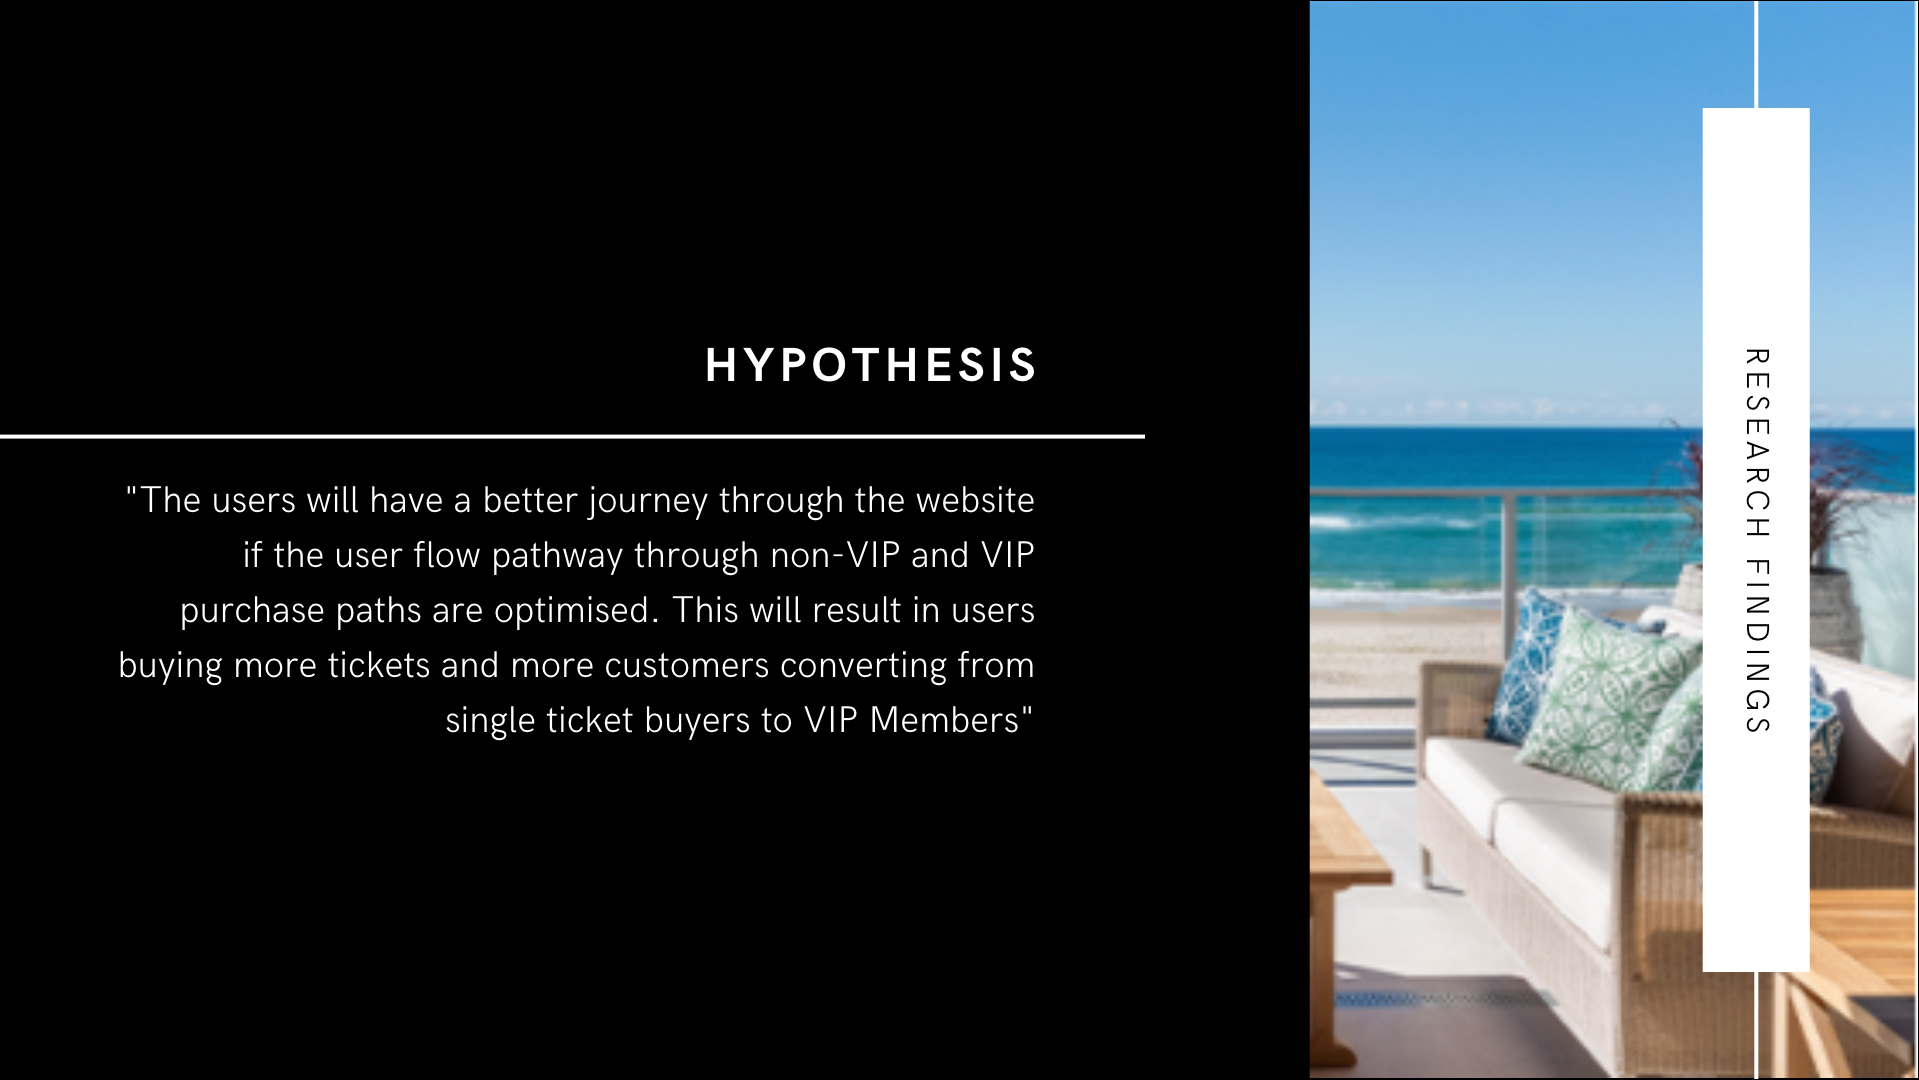 HYPOTHESIS
"The users will have a better journey through the website
if the user flow pathway through non-VIP and VIP
purchase paths are optimised. This will result in users
buying more tickets and more customers converting from
single ticket buyers to VIP Members"
RESEARCH FINDINGS